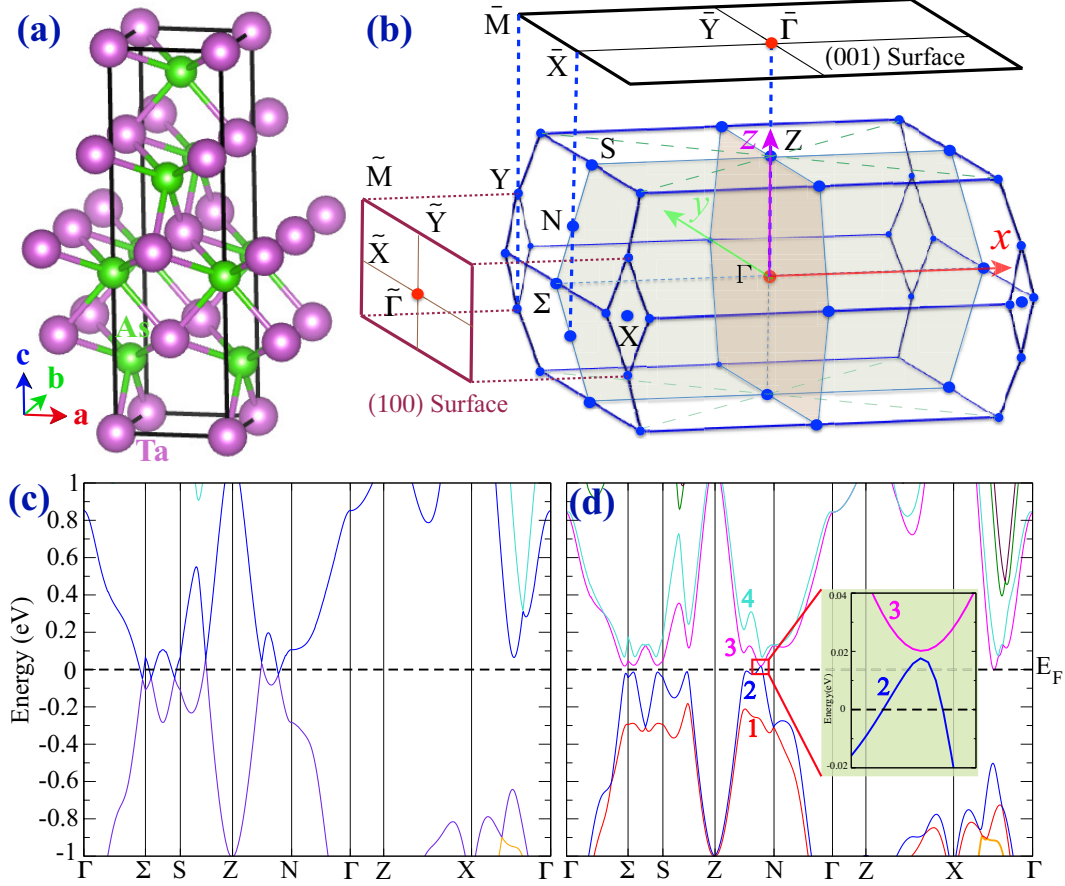 (a)
As
c
b
a
Ta
(b)
M̄
X̄
Ȳ
Γ̄
(001) Surface
S
z
Z
Y
M̃
Ỹ
N
y
X̃
x
Γ
Γ̃
Σ
X
(100) Surface
(c)
Energy (eV)
1
0.8
0.6
0.4
0.2
0
-0.2
-0.4
-0.6
-0.8
-1
Γ Σ S Z N Γ Z X Γ
(d)
4
3
2
1
E_F
Energy(eV)
0.04
0.02
0
-0.02
3
2
Γ Σ S Z N Γ Z X Γ